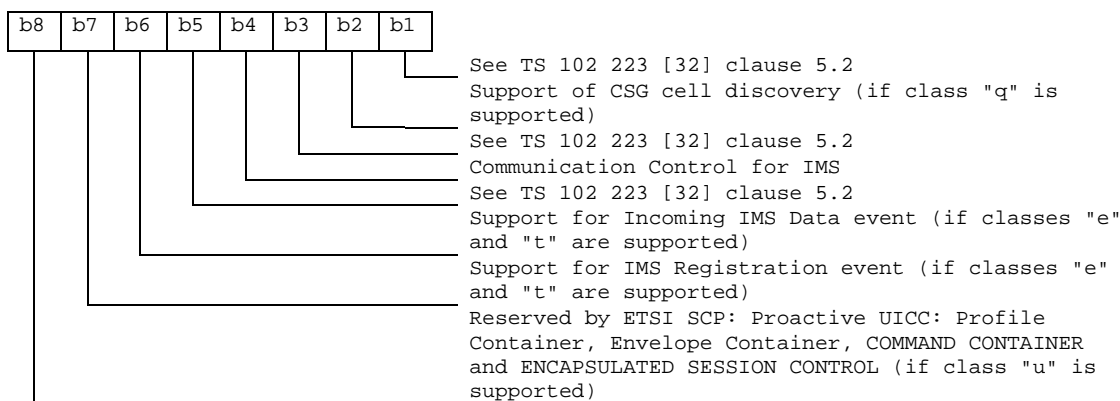 b8 b7 b6 b5 b4 b3 b2 b1
See TS 102 223 [32] clause 5.2
Support of CSG cell discovery (if class "q" is
supported)
See TS 102 223 [32] clause 5.2
Communication Control for IMS
See TS 102 223 [32] clause 5.2
Support for Incoming IMS Data event (if classes "e"
and "t" are supported)
Support for IMS Registration event (if classes "e"
and "t" are supported)
Reserved by ETSI SCP: Proactive UICC: Profile
Container, Envelope Container, COMMAND CONTAINER
and ENCAPSULATED SESSION CONTROL (if class "u" is
supported)